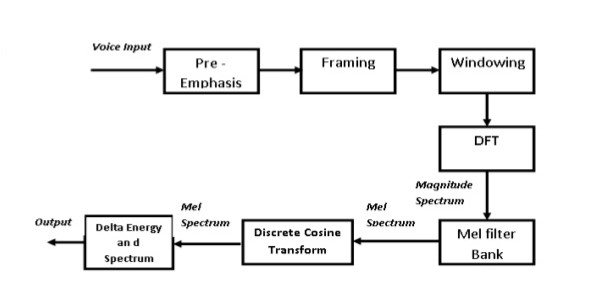 Voice Input
Pre -
Emphasis
Framing
Windowing
DFT
Magnitude
Spectrum
Mel filter
Bank
Mel
Spectrum
Discrete Cosine
Transform
Mel
Spectrum
Delta Energy
an d
Spectrum
Output